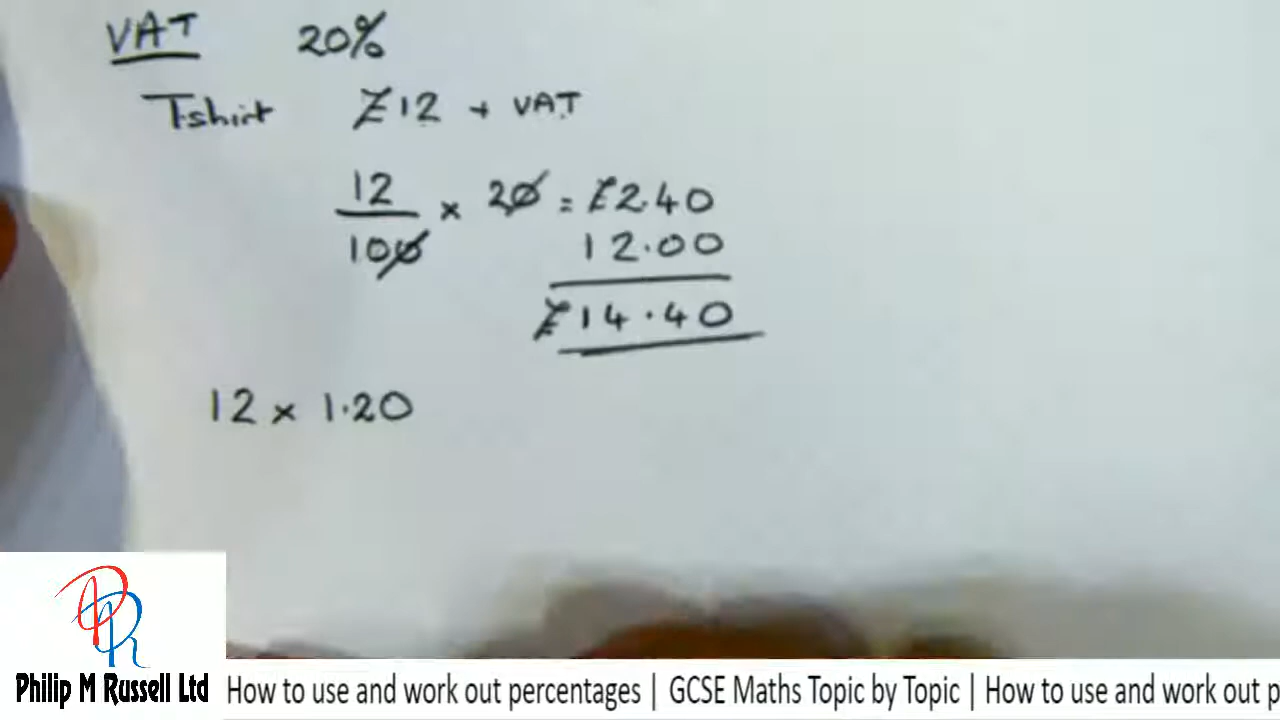 VAT 20%
T-shirt £12 + VAT
12/100 × 20 = £2.40
12.00
£14.40
12 × 1.20
Philip M Russell Ltd
How to use and work out percentages | GCSE Maths Topic by Topic | How to use and work out p